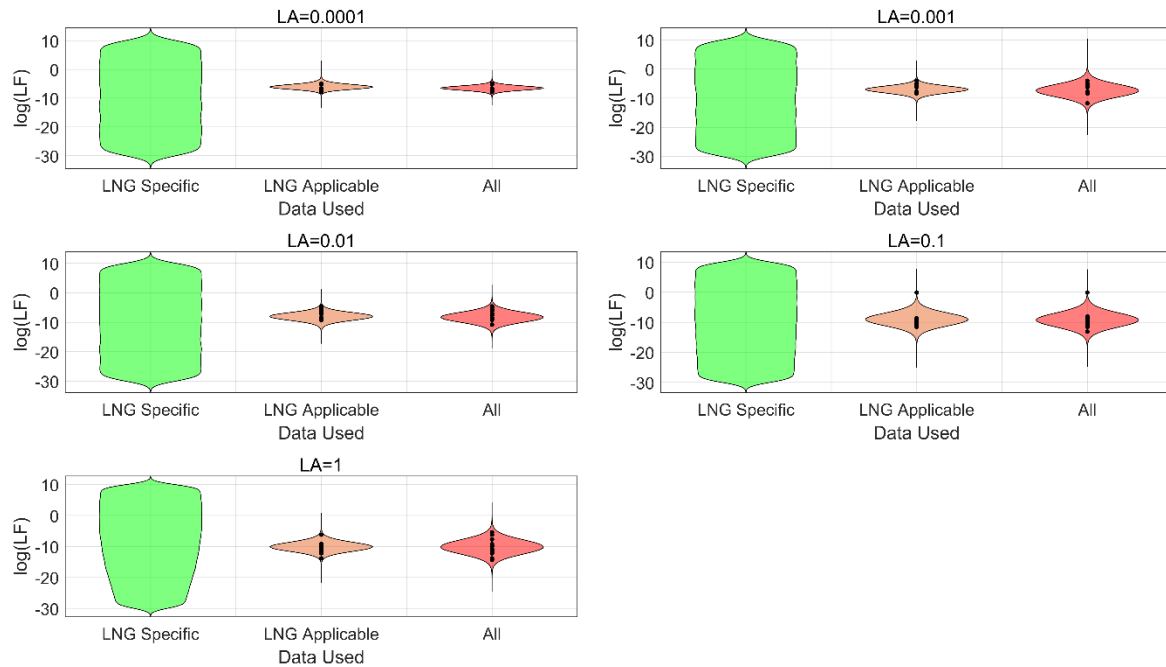 LA=0.0001
10
0
-10
-20
-30
log(LF)
LNG Specific LNG Applicable All
Data Used
LA=0.001
10
0
-10
-20
-30
log(LF)
LNG Specific LNG Applicable All
Data Used
LA=0.01
10
0
-10
-20
-30
log(LF)
LNG Specific LNG Applicable All
Data Used
LA=0.1
10
0
-10
-20
-30
log(LF)
LNG Specific LNG Applicable All
Data Used
LA=1
10
0
-10
-20
-30
log(LF)
LNG Specific LNG Applicable All
Data Used